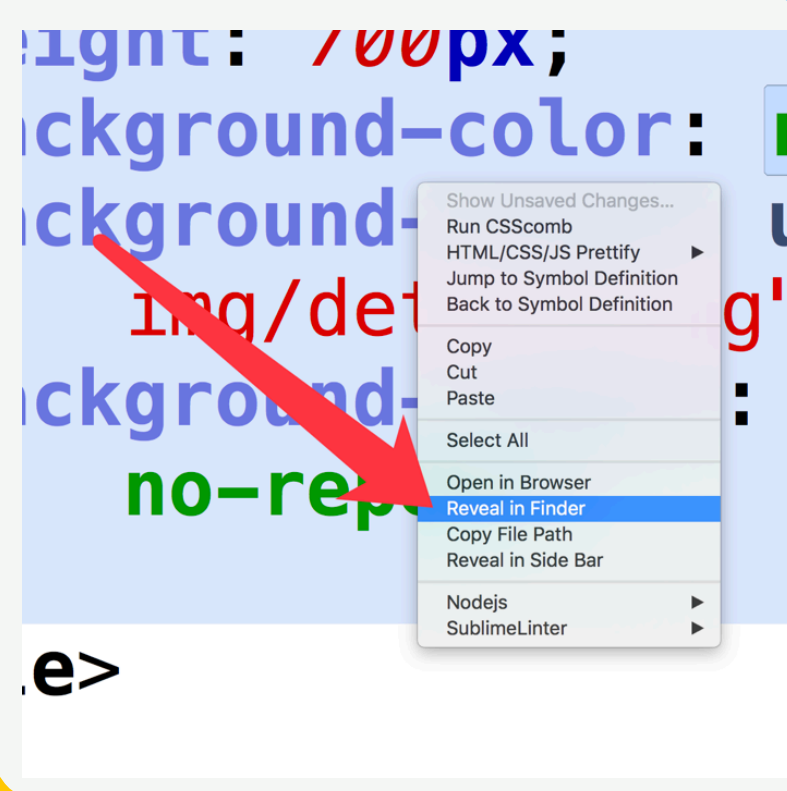 eight: 700px;
ckground-color:
ckground-
img/det g'
ckground- :
no-rep
le>
Show Unsaved Changes...
Run CSScomb
HTML/CSS/JS Prettify
Jump to Symbol Definition
Back to Symbol Definition
Copy
Cut
Paste
Select All
Open in Browser
Reveal in Finder
Copy File Path
Reveal in Side Bar
Nodejs
SublimeLinter